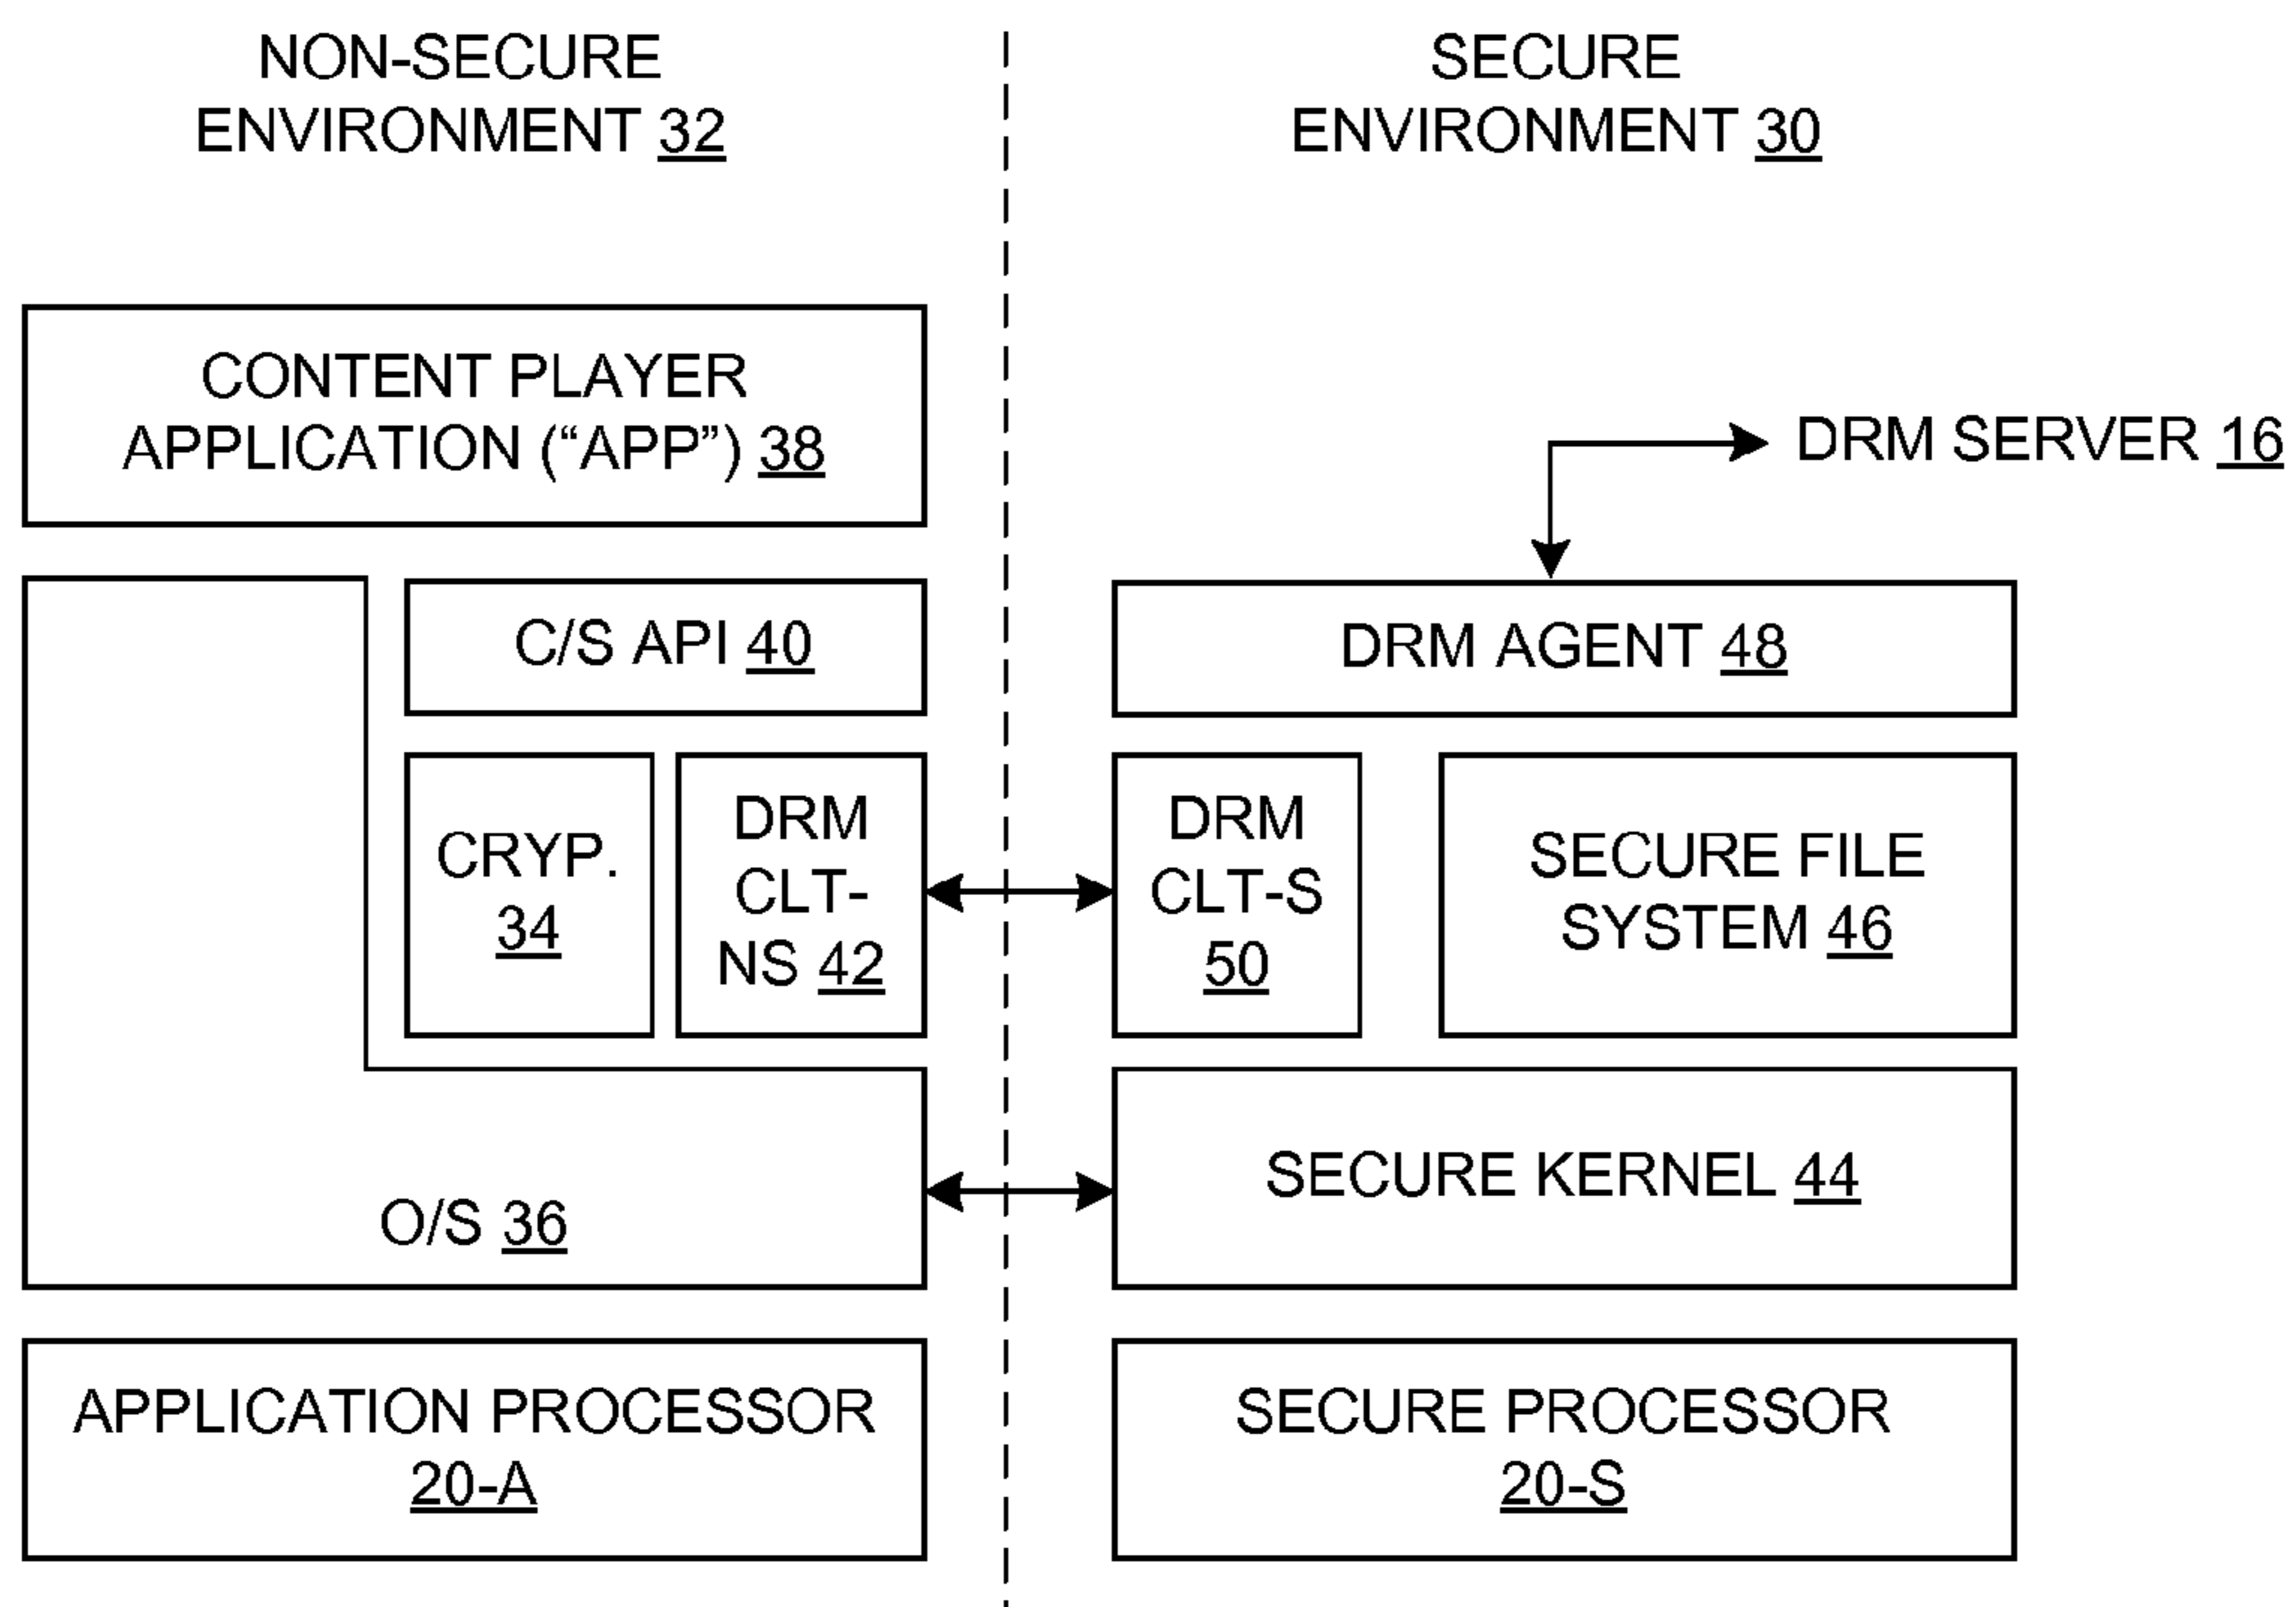 NON-SECURE
ENVIRONMENT 32
SECURE
ENVIRONMENT 30
CONTENT PLAYER
APPLICATION (“APP”) 38
DRM SERVER 16
C/S API 40
DRM AGENT 48
CRYP.
34
DRM
CLT-
NS 42
DRM
CLT-S
50
SECURE FILE
SYSTEM 46
O/S 36
SECURE KERNEL 44
APPLICATION PROCESSOR
20-A
SECURE PROCESSOR
20-S